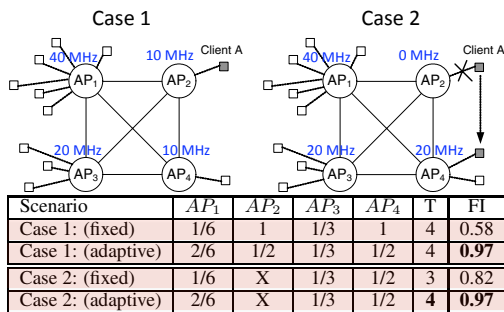 Case 1 Case 2
40 MHz 10 MHz Client A 40 MHz 0 MHz Client A
AP1 AP2 AP1 AP2
20 MHz 10 MHz 20 MHz 20 MHz
AP3 AP4 AP3 AP4
Scenario AP1 AP2 AP3 AP4 T FI
Case 1: (fixed) 1/6 1 1/3 1 4 0.58
Case 1: (adaptive) 2/6 1/2 1/3 1/2 4 0.97
Case 2: (fixed) 1/6 X 1/3 1/2 3 0.82
Case 2: (adaptive) 2/6 X 1/3 1/2 4 0.97